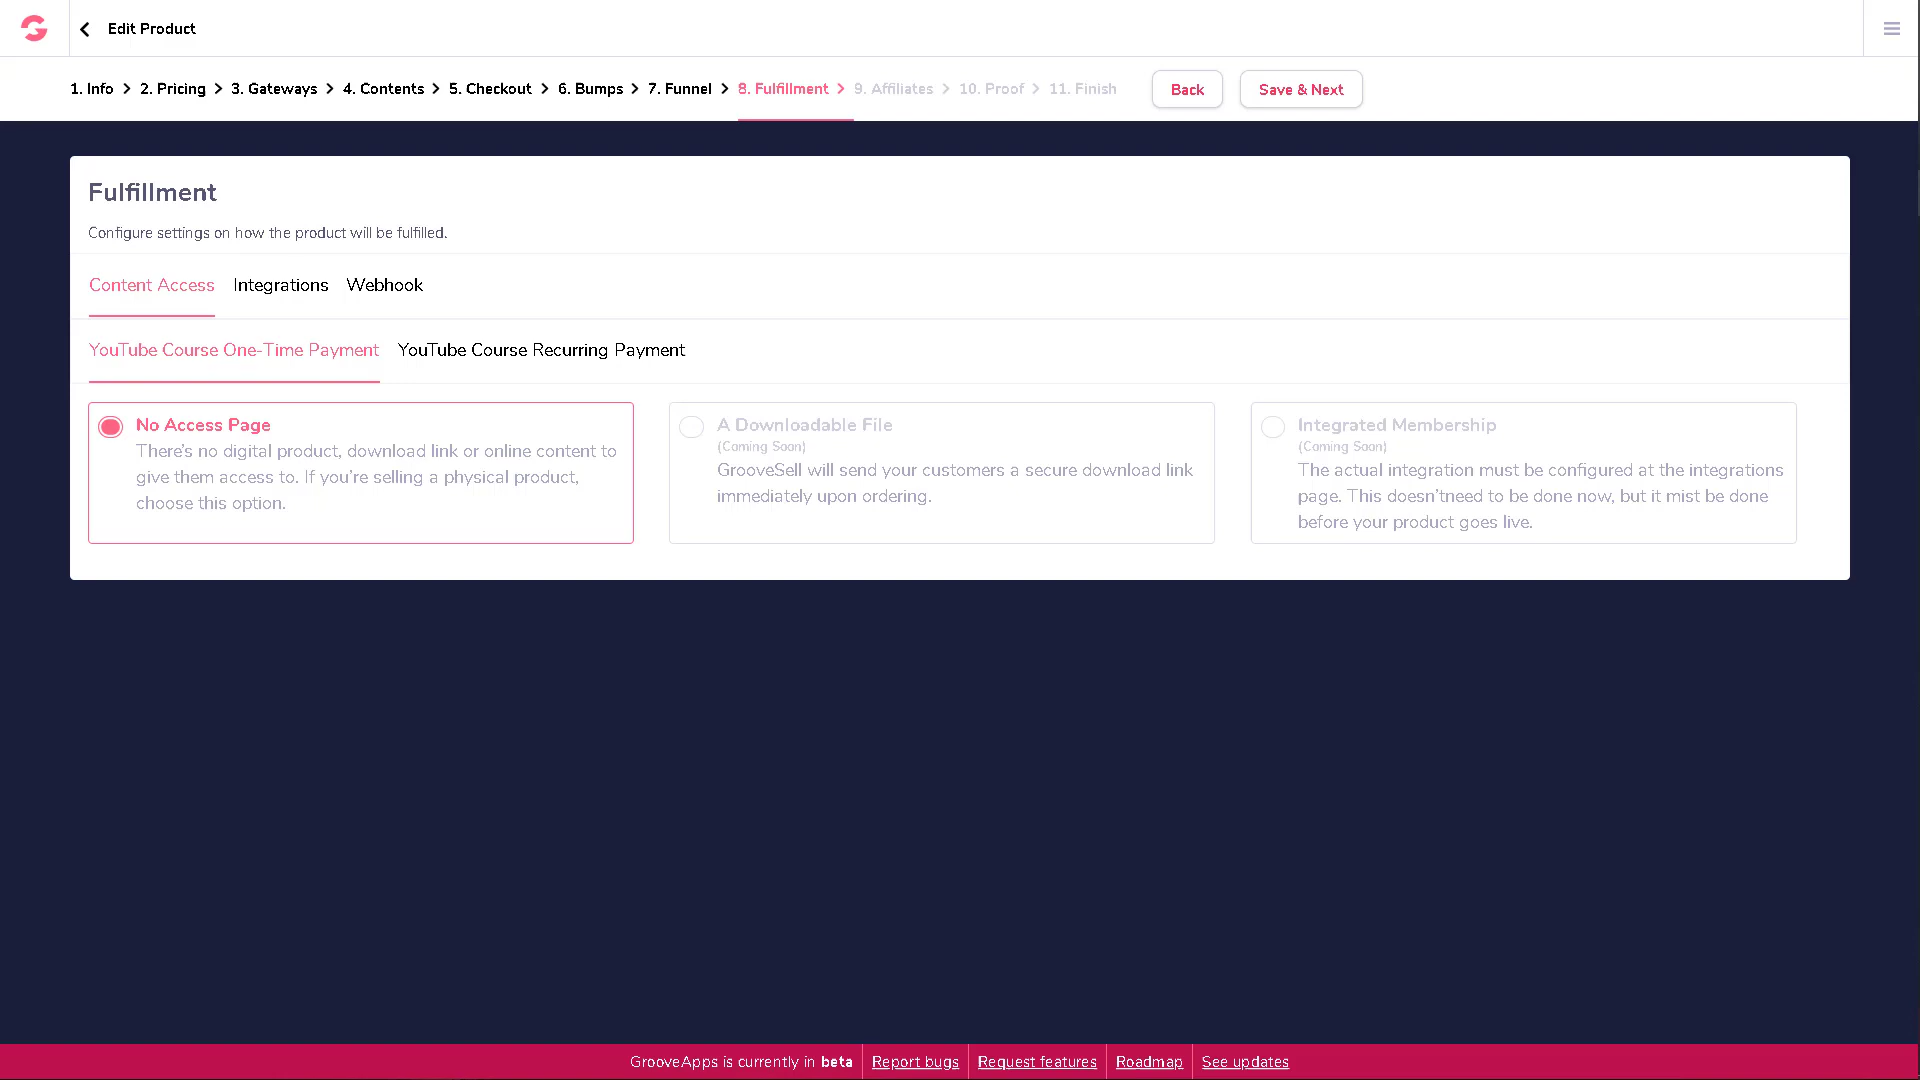 Edit Product
1. Info
2. Pricing
3. Gateways
4. Contents
5. Checkout
6. Bumps
7. Funnel
8. Fulfillment
9. Affiliates
10. Proof
11. Finish
Back
Save & Next
Fulfillment
Configure settings on how the product will be fulfilled.
Content Access
Integrations
Webhook
YouTube Course One-Time Payment
YouTube Course Recurring Payment
No Access Page
There's no digital product, download link or online content to
give them access to. If you're selling a physical product,
choose this option.
A Downloadable File
(Coming Soon)
GrooveSell will send your customers a secure download link
immediately upon ordering.
Integrated Membership
(Coming Soon)
The actual integration must be configured at the integrations
page. This doesn'tneed to be done now, but it mist be done
before your product goes live.
GrooveApps is currently in beta
Report bugs
Request features
Roadmap
See updates